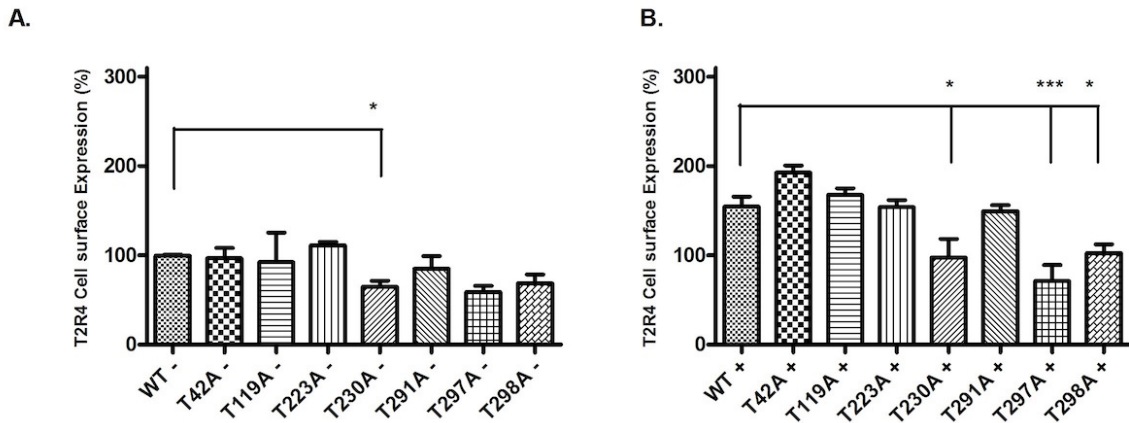 A.
T2R4 Cell surface Expression (%)
300
200
100
0
*
WT -
T42A -
T119A -
T223A -
T230A -
T291A -
T297A -
T298A -
B.
T2R4 Cell surface Expression (%)
300
200
100
0
* *** *
WT +
T42A +
T119A +
T223A +
T230A +
T291A +
T297A +
T298A +